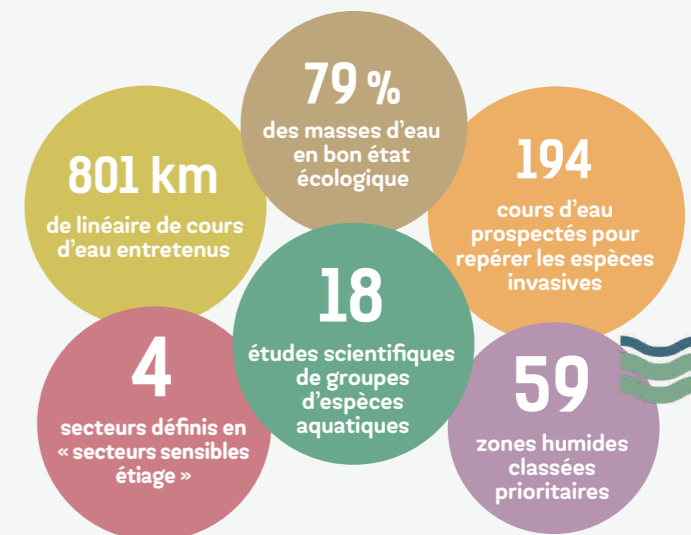 79 %
des masses d'eau
en bon état
écologique
801 km
de linéaire de cours
d'eau entretenus
194
cours d'eau
prospectés pour
repérer les espèces
invasives
18
études scientifiques
de groupes
d'espèces
aquatiques
4
secteurs définis en
« secteurs sensibles
étiage »
59
zones humides
classées
prioritaires